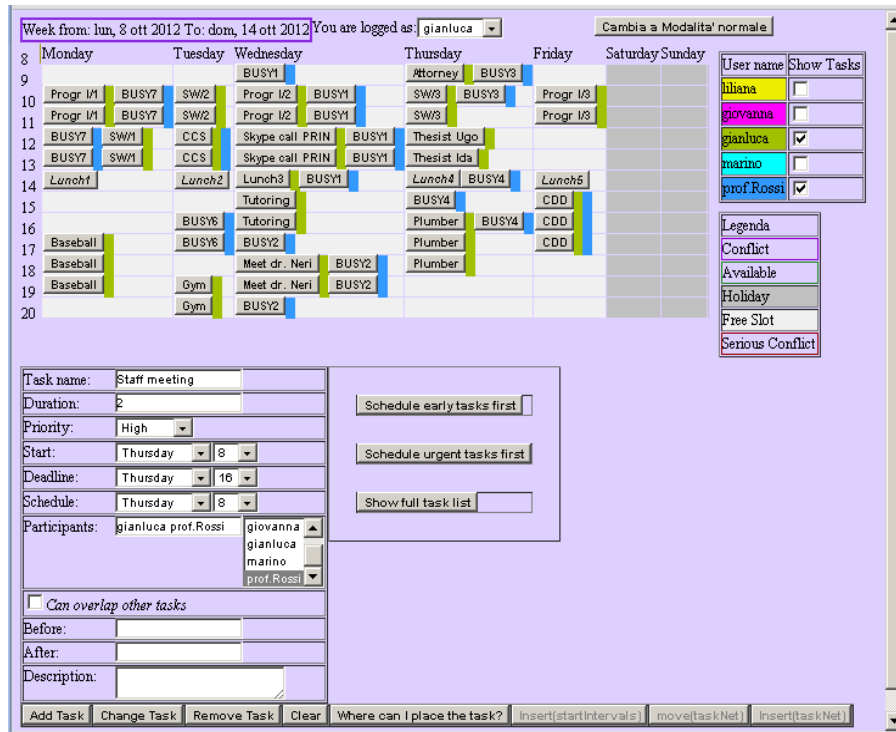 Week from: lun, 8 ott 2012 To: dom, 14 ott 2012 You are logged as: gianluca Cambia a Modalita' normale
8 Monday Tuesday Wednesday Thursday Friday Saturday Sunday
BUSY1 Attorney BUSY3
9
Progr I/1 BUSY7 SW/2 Progr I/2 BUSY1 SW/3 BUSY3 Progr I/3
10
Progr I/1 BUSY7 SW/2 Progr I/2 BUSY1 SW/3 Progr I/3
11
BUSY7 SW/1 CCS Skype call PRIN BUSY1 Thesist Ugo
12
BUSY7 SW/1 CCS Skype call PRIN BUSY1 Thesist Ida
13
Lunch1 Lunch2 Lunch3 BUSY1 Lunch4 BUSY4 Lunch5
14
Tutoring BUSY4 CDD
15
BUSY6 Tutoring Plumber BUSY4 CDD
16
Baseball BUSY6 BUSY2 Plumber CDD
17
Baseball Meet dr. Neri BUSY2 Plumber
18
Baseball Gym Meet dr. Neri BUSY2
19
Gym BUSY2
20
User name Show Tasks
liliana
giovanna
gianluca
marino
prof.Rossi
Legenda
Conflict
Available
Holiday
Free Slot
Serious Conflict
Task name: Staff meeting
Duration: 2
Priority: High
Start: Thursday 8
Deadline: Thursday 16
Schedule: Thursday 8
Participants: gianluca prof.Rossi giovanna
gianluca
marino
prof.Rossi
Can overlap other tasks
Before:
After:
Description:
Schedule early tasks first
Schedule urgent tasks first
Show full task list
Add Task Change Task Remove Task Clear Where can I place the task? Insert(startIntervals) move(taskNet) Insert(taskNet)